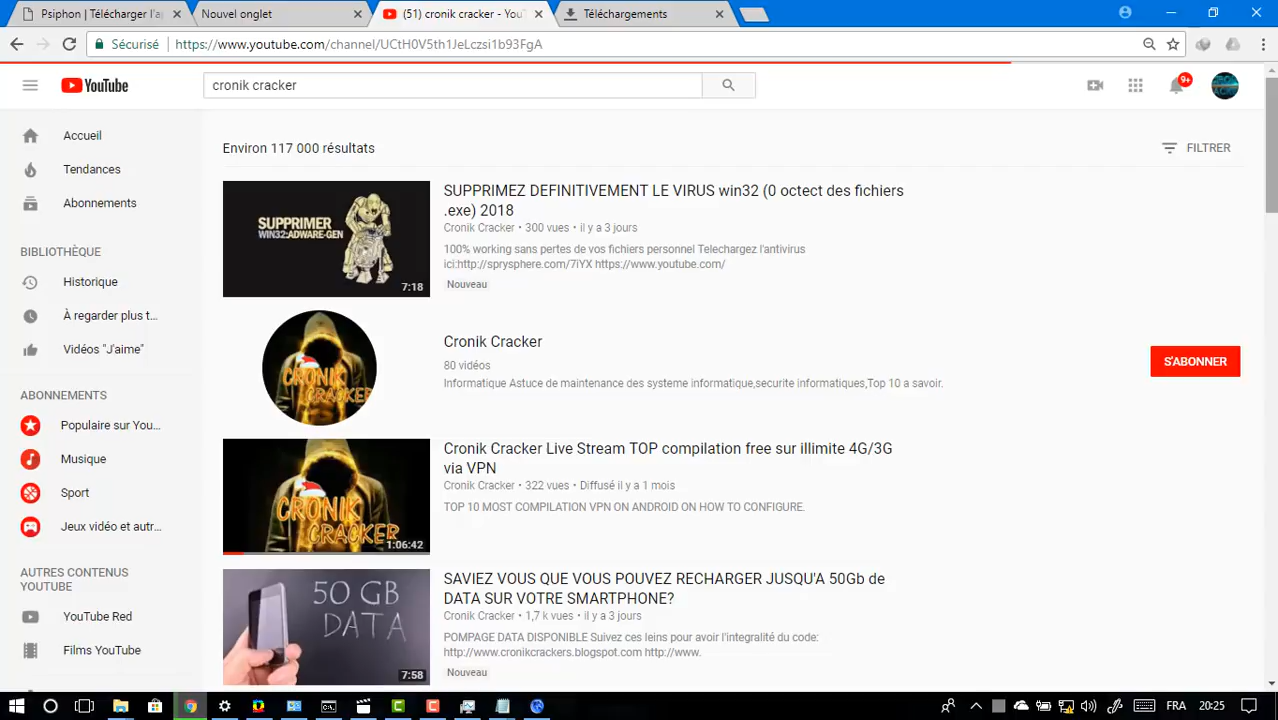 Psiphon | Télécharger l'a
Nouvel onglet
(51) cronik cracker - You
Téléchargements
Sécurisé
https://www.youtube.com/channel/UCtH0V5th1JeLczsi1b93FgA
YouTube
cronik cracker
9+
Accueil
Tendances
Abonnements
BIBLIOTHÈQUE
Historique
À regarder plus t...
Vidéos "J'aime"
ABONNEMENTS
Populaire sur You...
Musique
Sport
Jeux vidéo et autr...
AUTRES CONTENUS
YOUTUBE
YouTube Red
Films YouTube
Environ 117 000 résultats
FILTRER
SUPPRIMER
WIN32:ADWARE-GEN
7:18
SUPPRIMEZ DEFINITIVEMENT LE VIRUS win32 (0 octect des fichiers
.exe) 2018
Cronik Cracker • 300 vues • il y a 3 jours
100% working sans pertes de vos fichiers personnel Telechargez l'antivirus
ici:http://sprysphere.com/7iYX https://www.youtube.com/
Nouveau
CRONIK
CRACKER
Cronik Cracker
80 vidéos
Informatique Astuce de maintenance des systeme informatique,securite informatiques,Top 10 a savoir.
S'ABONNER
CRONIK
CRACKER
1:06:42
Cronik Cracker Live Stream TOP compilation free sur illimite 4G/3G
via VPN
Cronik Cracker • 322 vues • Diffusé il y a 1 mois
TOP 10 MOST COMPILATION VPN ON ANDROID ON HOW TO CONFIGURE.
50 GB
DATA
7:58
SAVIEZ VOUS QUE VOUS POUVEZ RECHARGER JUSQU'A 50Gb de
DATA SUR VOTRE SMARTPHONE?
Cronik Cracker • 1,7 k vues • il y a 3 jours
POMPAGE DATA DISPONIBLE Suivez ces leins pour avoir l'integralité du code:
http://www.cronikcrackers.blogspot.com http://www.
Nouveau
FRA
20:25